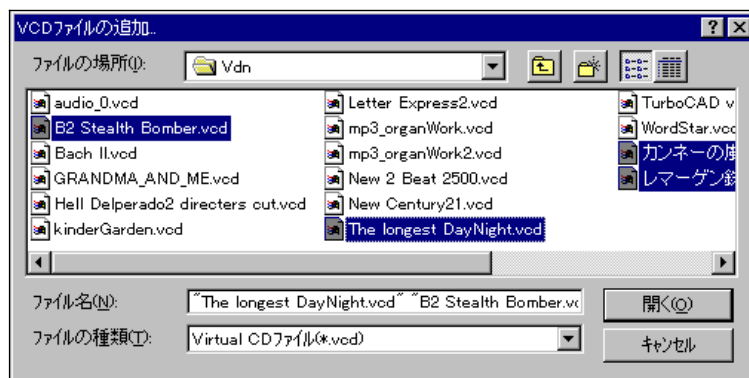 VCDファイルの追加..
ファイルの場所(I):
Vdn
audio_0.vcd
B2 Stealth Bomber.vcd
Bach II.vcd
GRANDMA_AND_ME.vcd
Hell Delperado2 directers cut.vcd
kinderGarden.vcd
Letter Express2.vcd
mp3_organWork.vcd
mp3_organWork2.vcd
New 2 Beat 2500.vcd
New Century21.vcd
The longest DayNight.vcd
TurboCAD v
WordStar.vcd
カンネーの
レマーゲン鉄
ファイル名(N):
"The longest DayNight.vcd" "B2 Stealth Bomber.vc
開く(O)
ファイルの種類(T):
Virtual CDファイル(*.vcd)
キャンセル